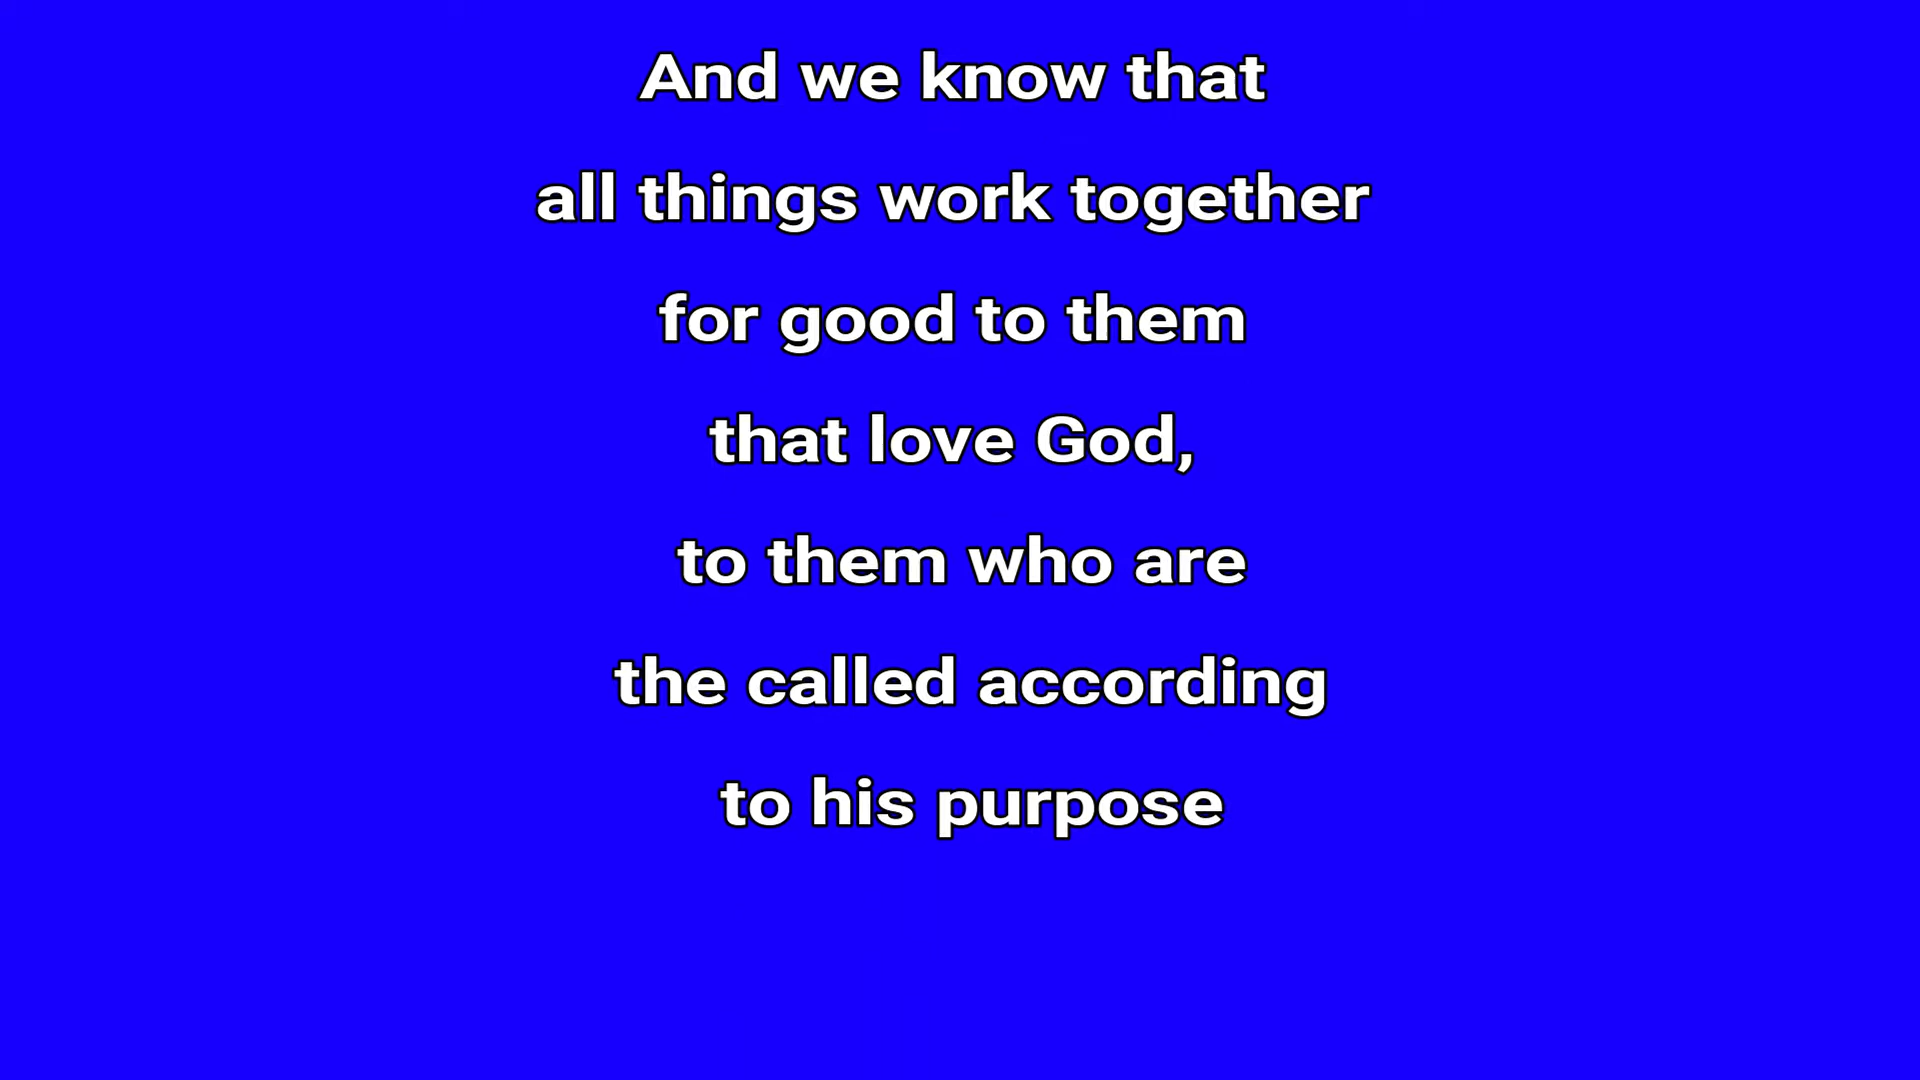 And we know that
all things work together
for good to them
that love God,
to them who are
the called according
to his purpose